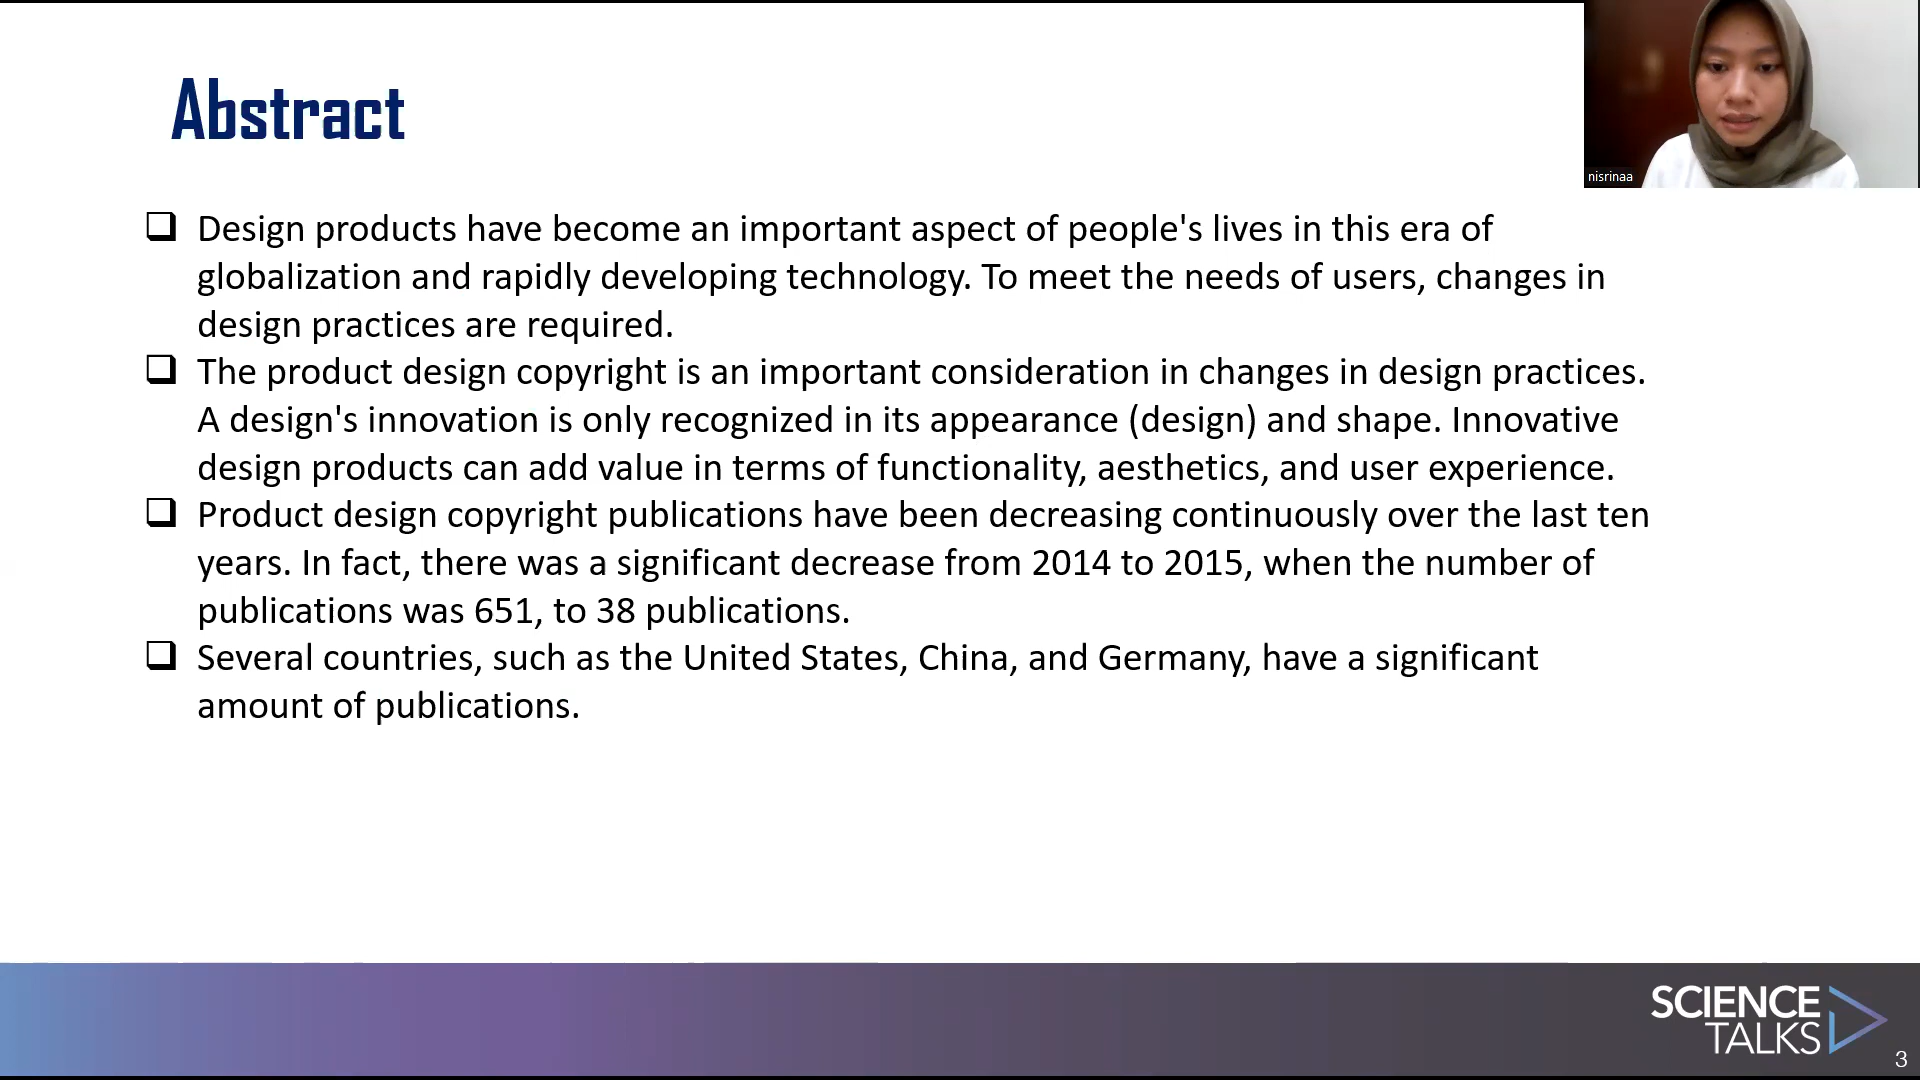 Abstract
nisrinaa
❑ Design products have become an important aspect of people's lives in this era of
globalization and rapidly developing technology. To meet the needs of users, changes in
design practices are required.
❑ The product design copyright is an important consideration in changes in design practices.
A design's innovation is only recognized in its appearance (design) and shape. Innovative
design products can add value in terms of functionality, aesthetics, and user experience.
❑ Product design copyright publications have been decreasing continuously over the last ten
years. In fact, there was a significant decrease from 2014 to 2015, when the number of
publications was 651, to 38 publications.
❑ Several countries, such as the United States, China, and Germany, have a significant
amount of publications.
SCIENCE
TALKS
3